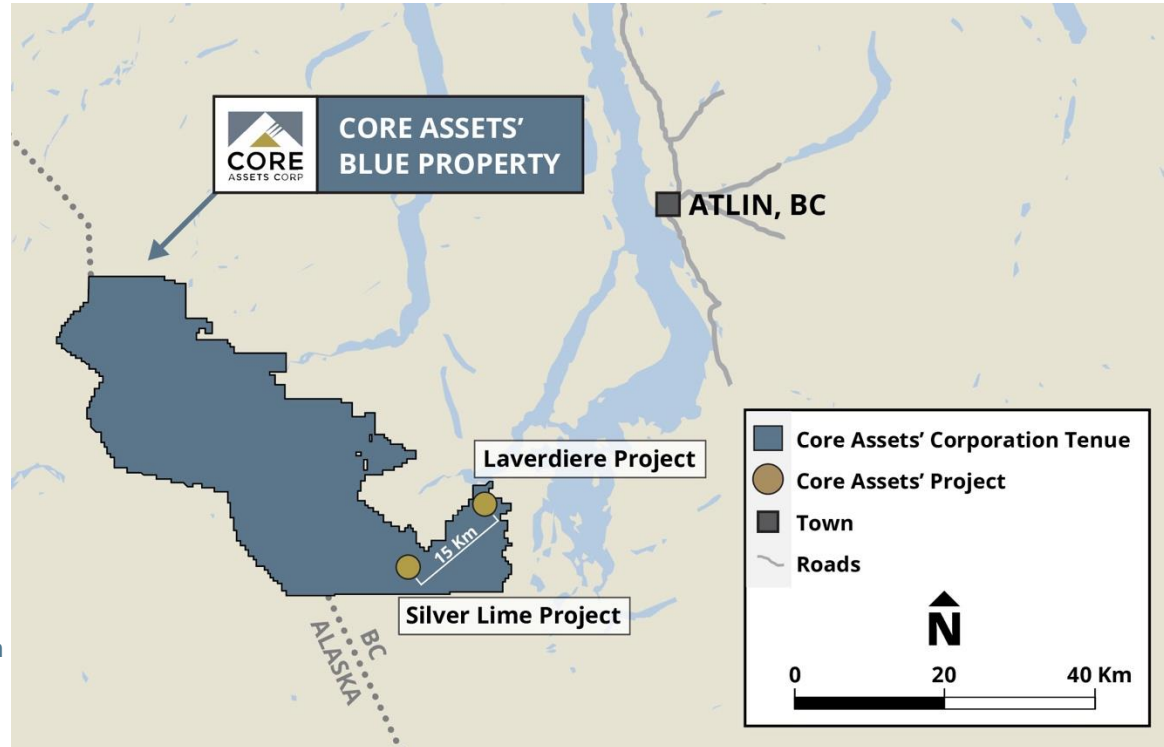 CORE
ASSETS CORP
CORE ASSETS'
BLUE PROPERTY
ATLIN, BC
Laverdiere Project
15 Km
Silver Lime Project
BC
ALASKA
Core Assets' Corporation Tenue
Core Assets' Project
Town
Roads
N
0 20 40 Km